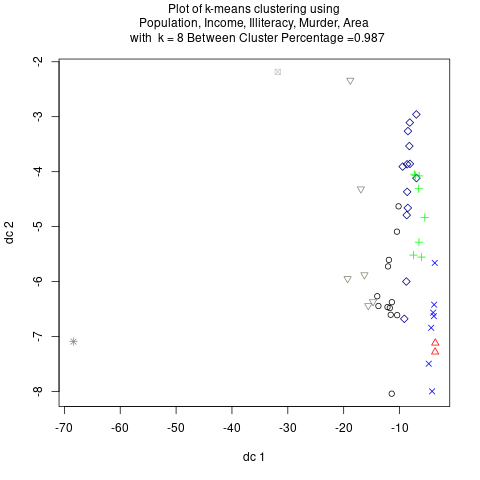 Plot of k-means clustering using
Population, Income, Illiteracy, Murder, Area
with k = 8 Between Cluster Percentage =0.987
-2
-3
-4
-5
-6
-7
-8
dc 2
-70
-60
-50
-40
-30
-20
-10
dc 1